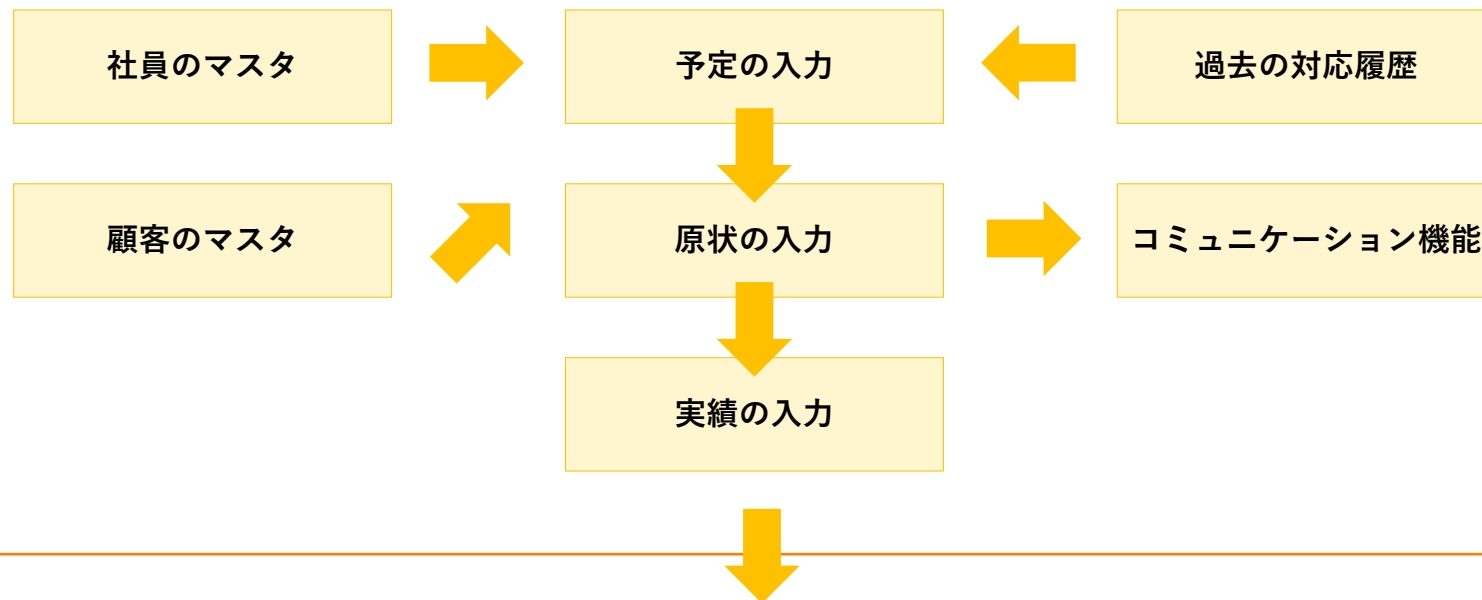 社員のマスタ
予定の入力
過去の対応履歴
顧客のマスタ
原状の入力
コミュニケーション機能
実績の入力